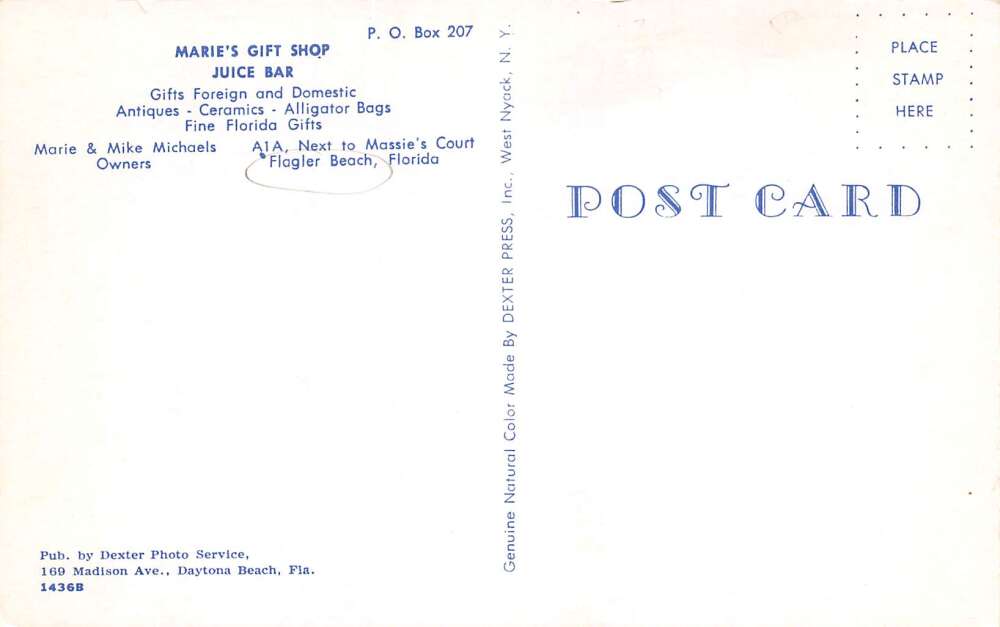 P. O. Box 207
MARIE'S GIFT SHOP
JUICE BAR
Gifts Foreign and Domestic
Antiques - Ceramics - Alligator Bags
Fine Florida Gifts
Marie & Mike Michaels
Owners
A1A, Next to Massie's Court
Flagler Beach, Florida
Pub. by Dexter Photo Service,
169 Madison Ave., Daytona Beach, Fla.
1436B
Genuine Natural Color Made By DEXTER PRESS, Inc., West Nyack, N. Y.
PLACE
STAMP
HERE
POST CARD